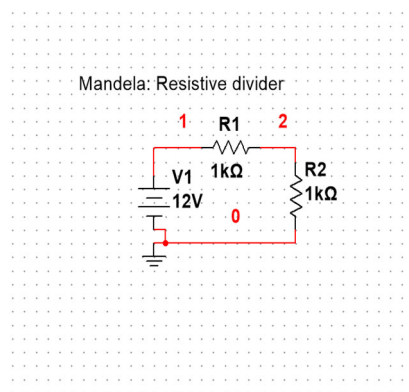 Mandela: Resistive divider
1 R1 2
1kΩ
V1
12V
R2
1kΩ
0